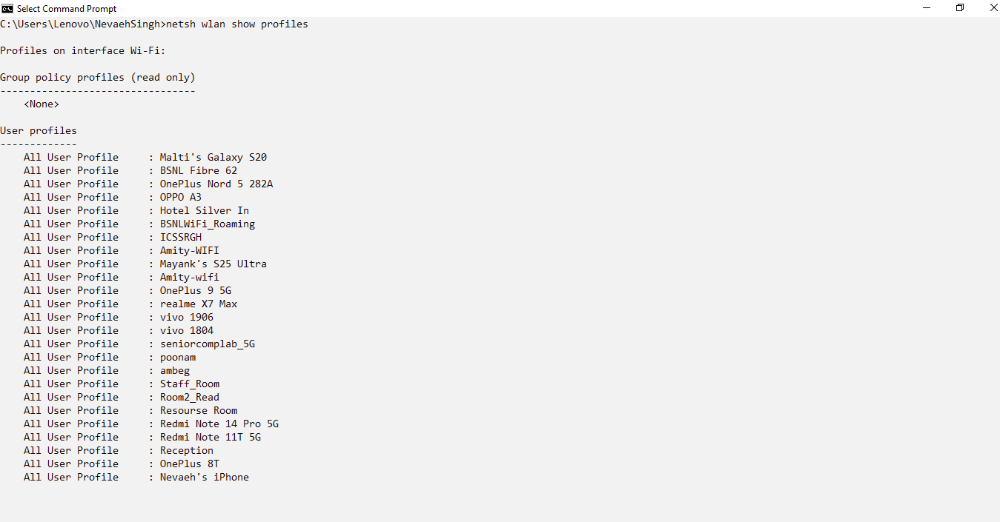 Select Command Prompt
C:\Users\Lenovo\NevaehSingh>netsh wlan show profiles
Profiles on interface Wi-Fi:
Group policy profiles (read only)
---------------------------------
    <None>
User profiles
-------------
    All User Profile     : Malti's Galaxy S20
    All User Profile     : BSNL Fibre 62
    All User Profile     : OnePlus Nord 5 282A
    All User Profile     : OPPO A3
    All User Profile     : Hotel Silver In
    All User Profile     : BSNLWiFi_Roaming
    All User Profile     : ICSSRGH
    All User Profile     : Amity-WIFI
    All User Profile     : Mayank's S25 Ultra
    All User Profile     : Amity-wifi
    All User Profile     : OnePlus 9 5G
    All User Profile     : realme X7 Max
    All User Profile     : vivo 1906
    All User Profile     : vivo 1804
    All User Profile     : seniorcomplab_5G
    All User Profile     : poonam
    All User Profile     : ambeg
    All User Profile     : Staff_Room
    All User Profile     : Room2_Read
    All User Profile     : Resourse Room
    All User Profile     : Redmi Note 14 Pro 5G
    All User Profile     : Redmi Note 11T 5G
    All User Profile     : Reception
    All User Profile     : OnePlus 8T
    All User Profile     : Nevaeh's iPhone